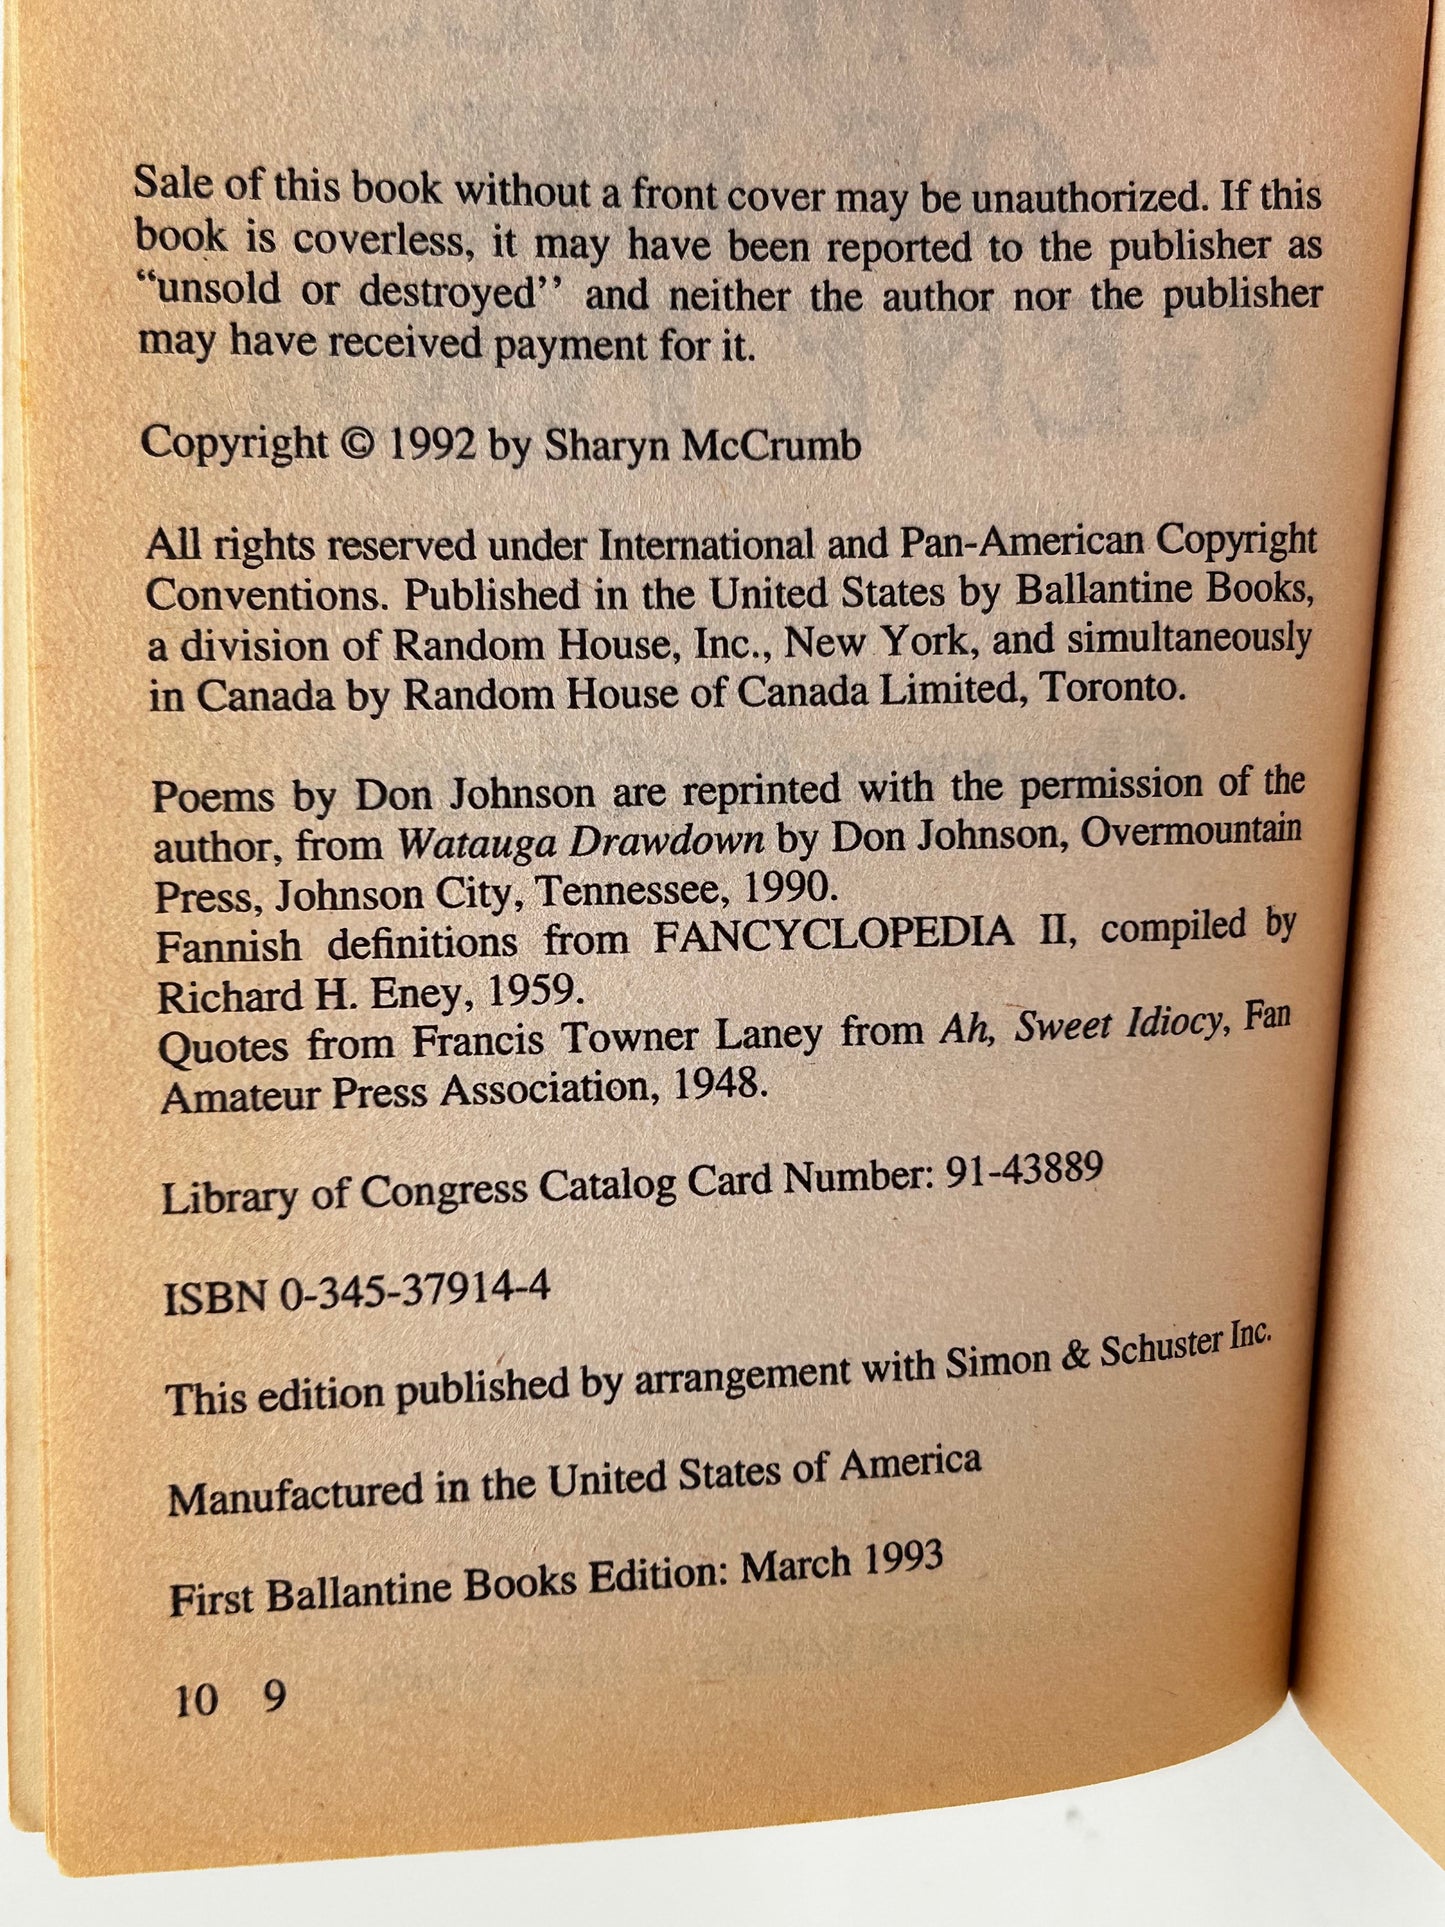 Sale of this book without a front cover may be unauthorized. If this
book is coverless, it may have been reported to the publisher as
“unsold or destroyed’’ and neither the author nor the publisher
may have received payment for it.
Copyright © 1992 by Sharyn McCrumb
All rights reserved under International and Pan-American Copyright
Conventions. Published in the United States by Ballantine Books,
a division of Random House, Inc., New York, and simultaneously
in Canada by Random House of Canada Limited, Toronto.
Poems by Don Johnson are reprinted with the permission of the
author, from Watauga Drawdown by Don Johnson, Overmountain
Press, Johnson City, Tennessee, 1990.
Fannish definitions from FANCYCLOPEDIA II, compiled by
Richard H. Eney, 1959.
Quotes from Francis Towner Laney from Ah, Sweet Idiocy, Fan
Amateur Press Association, 1948.
Library of Congress Catalog Card Number: 91-43889
ISBN 0-345-37914-4
This edition published by arrangement with Simon & Schuster Inc.
Manufactured in the United States of America
First Ballantine Books Edition: March 1993
10 9